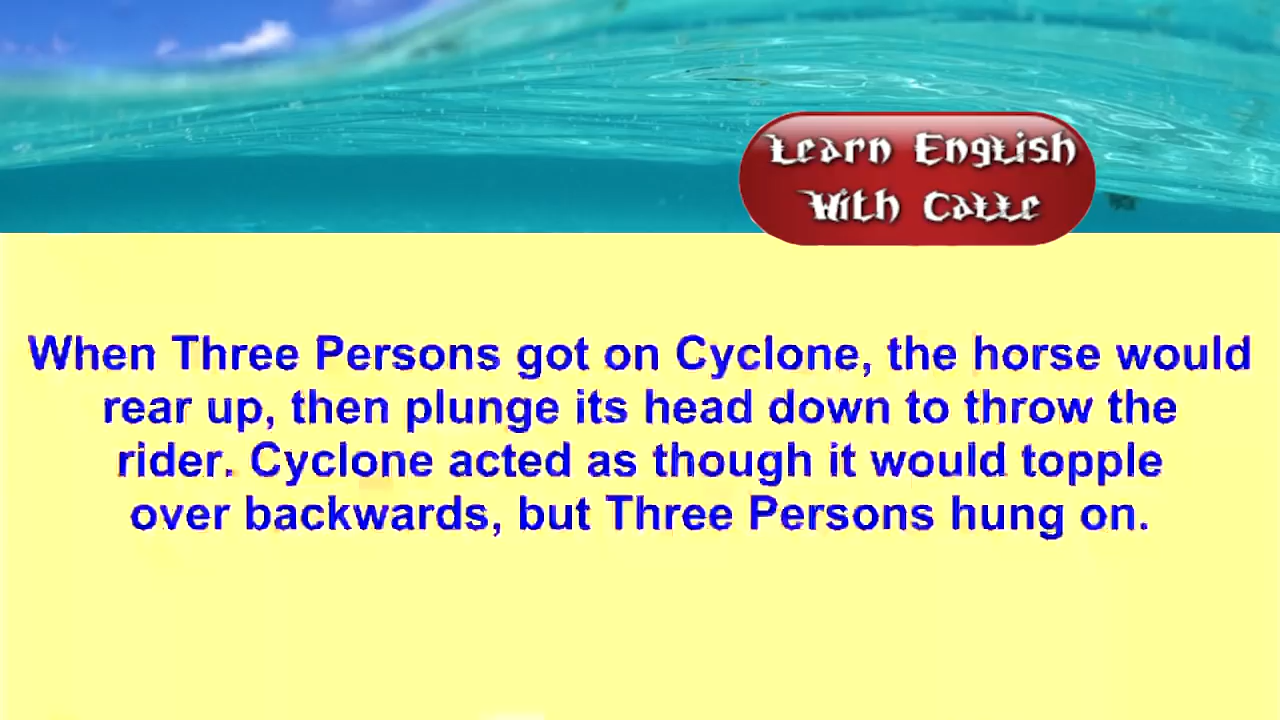 Learn English
With Calle
When Three Persons got on Cyclone, the horse would
rear up, then plunge its head down to throw the
rider. Cyclone acted as though it would topple
over backwards, but Three Persons hung on.